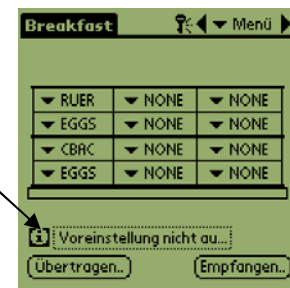 Breakfast Menü
RUER NONE NONE
EGGS NONE NONE
CBAC NONE NONE
EGGS NONE NONE
i Voreinstellung nicht au...
Übertragen.. Empfangen..